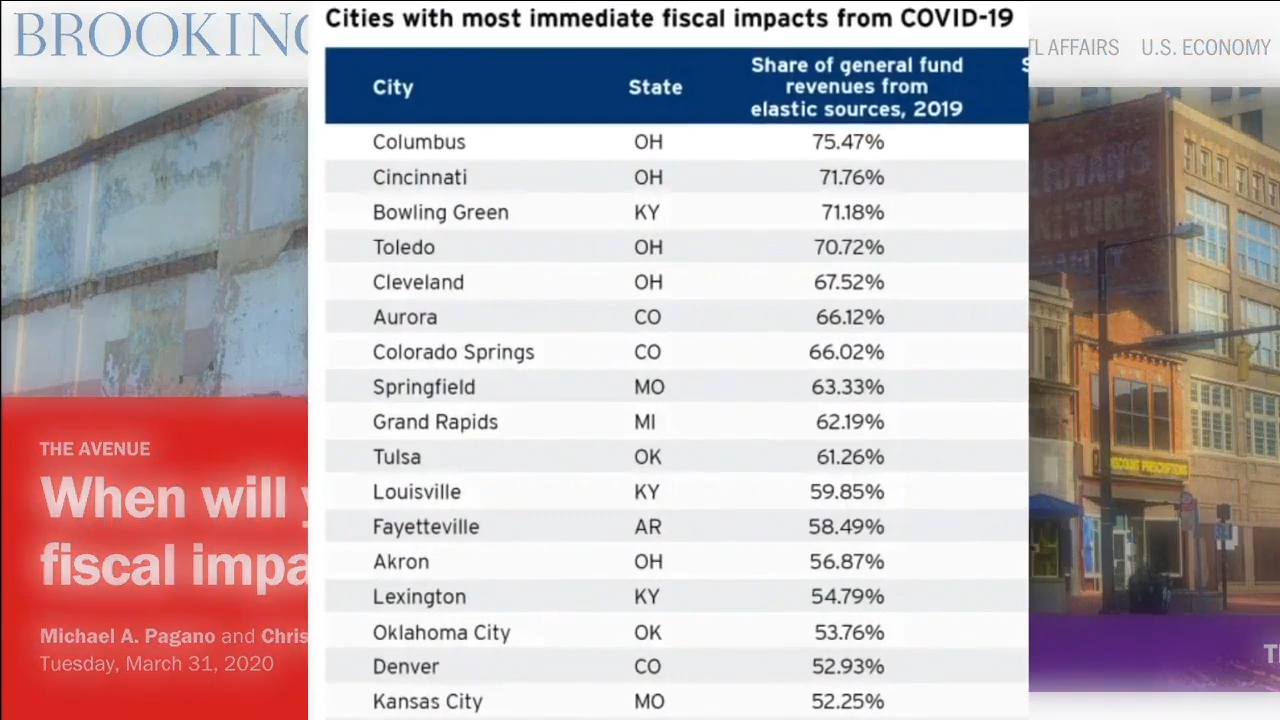 BROOKING
TL AFFAIRS U.S. ECONOMY
Cities with most immediate fiscal impacts from COVID-19
City State Share of general fund
revenues from
elastic sources, 2019
Columbus OH 75.47%
Cincinnati OH 71.76%
Bowling Green KY 71.18%
Toledo OH 70.72%
Cleveland OH 67.52%
Aurora CO 66.12%
Colorado Springs CO 66.02%
Springfield MO 63.33%
Grand Rapids MI 62.19%
Tulsa OK 61.26%
Louisville KY 59.85%
Fayetteville AR 58.49%
Akron OH 56.87%
Lexington KY 54.79%
Oklahoma City OK 53.76%
Denver CO 52.93%
Kansas City MO 52.25%
THE AVENUE
When will y
fiscal impa
Michael A. Pagano and Chris
Tuesday, March 31, 2020
DISCOUNT PRESCRIPTIONS